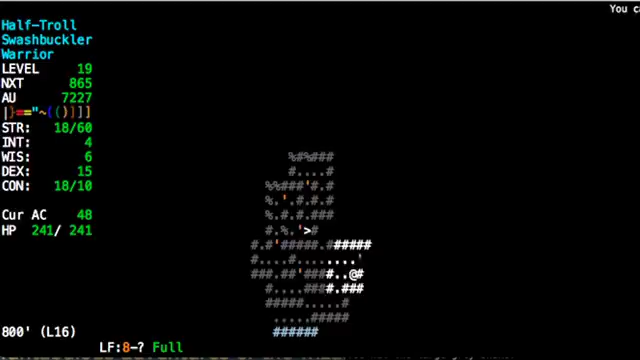 You ca
Half-Troll
Swashbuckler
Warrior
LEVEL 19
NXT 865
AU 7227
|}=="~(()]]]
STR: 18/60
INT: 4
WIS: 6
DEX: 15
CON: 18/10
Cur AC 48
HP 241/ 241
%#%###
#....#
%%###'#.#
%.'.#.#.#
%.#.#.###
#.%.'>#
#.#'#####.#####
#....#.........'
###.##'###..@#
#....####.###
#####.....#
#.....#####
######
800' (L16)
LF:8-? Full